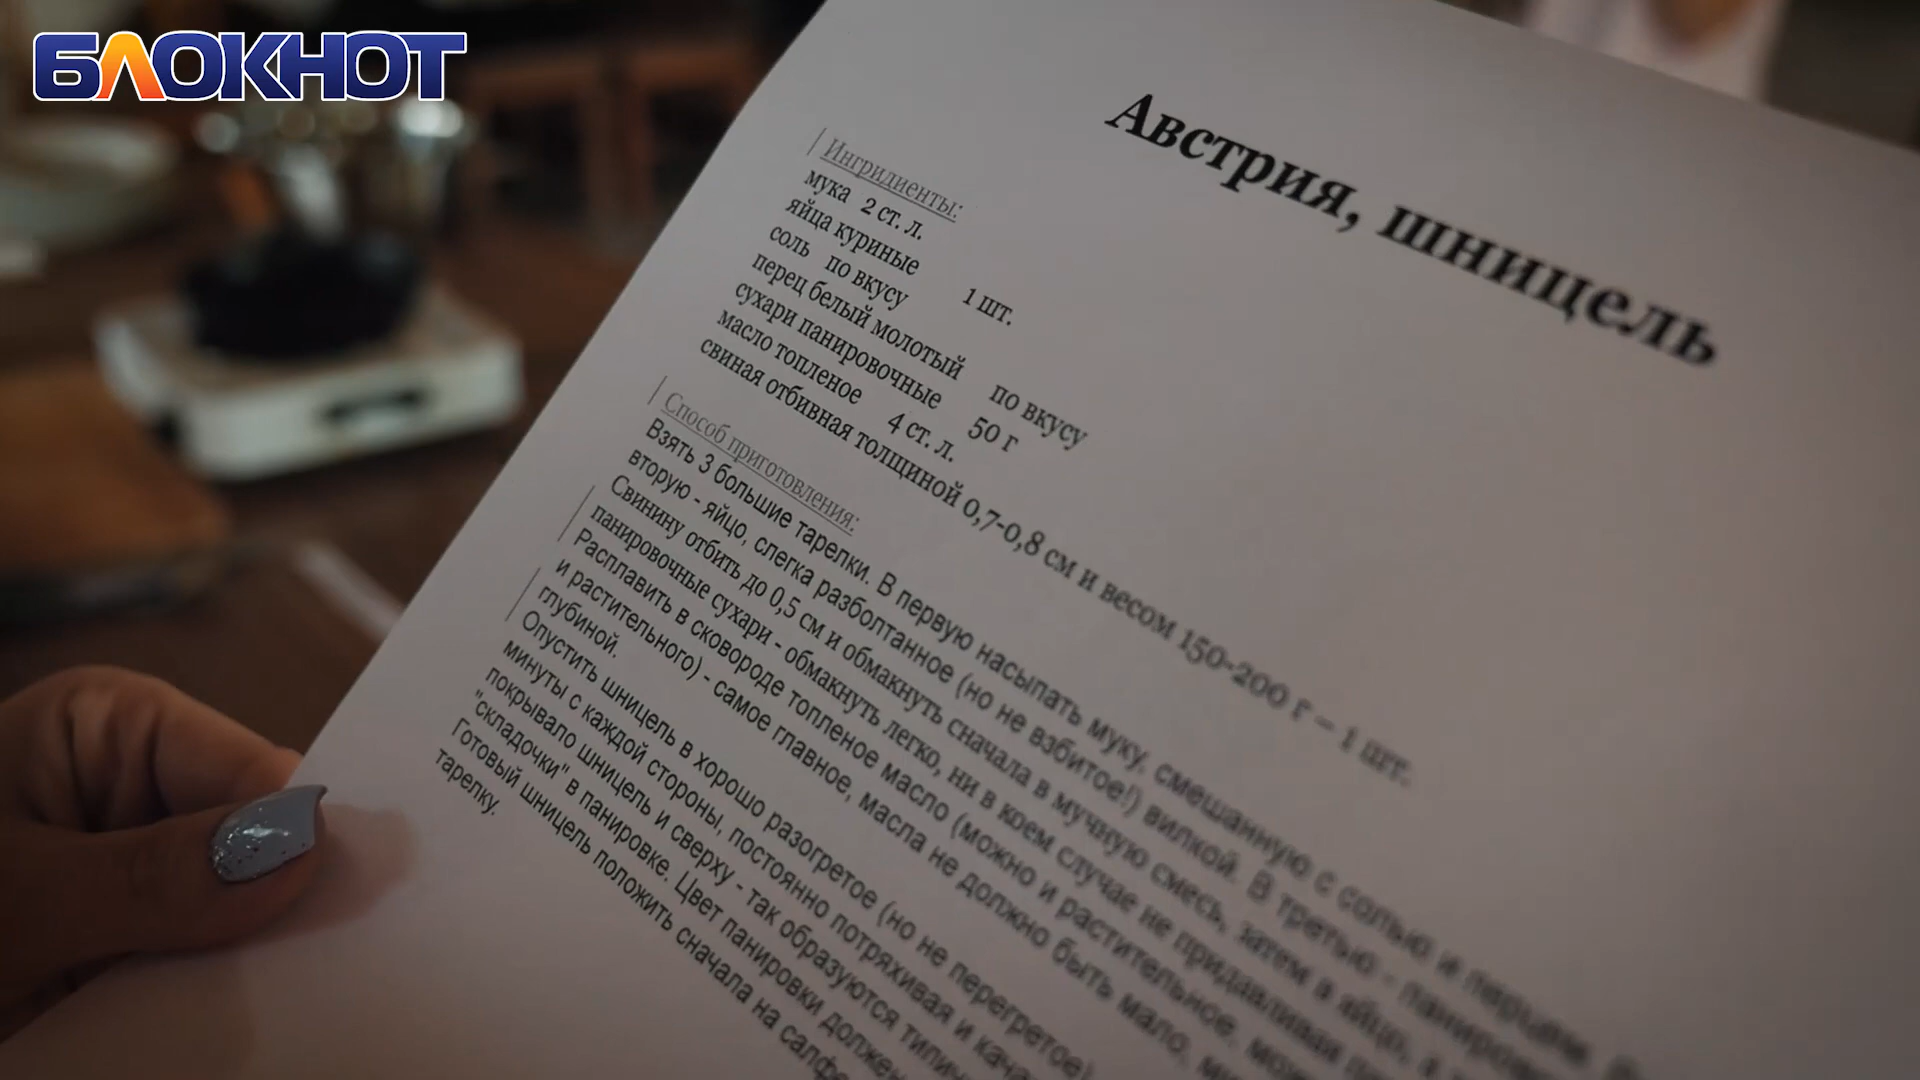 БЛОКНОТ
Австрия, шницель
Ингридиенты:
мука 2 ст. л.
яйца куриные 1 шт.
соль по вкусу
перец белый молотый по вкусу
сухари панировочные 50 г
масло топленое 4 ст. л.
свиная отбивная толщиной 0,7-0,8 см и весом 150-200 г – 1 шт.
Способ приготовления:
Взять 3 большие тарелки. В первую насыпать муку, смешанную с солью и перцем. В
вторую - яйцо, слегка разболтанное (но не взбитое!) вилкой. В третью - панировочные
Свинину отбить до 0,5 см и обмакнуть сначала в мучную смесь, затем в яйцо, а
панировочные сухари - обмакнуть легко, ни в коем случае не придавливая
Расплавить в сковороде топленое масло (можно и растительное,
и растительного) - самое главное, масла не должно быть мало,
глубиной.
Опустить шницель в хорошо разогретое (но не перегретое)
минуты с каждой стороны, постоянно потряхивая и
покрывало шницель и сверху - так образуются
"складочки" в панировке. Цвет панировки
Готовый шницель положить сначала на
тарелку.